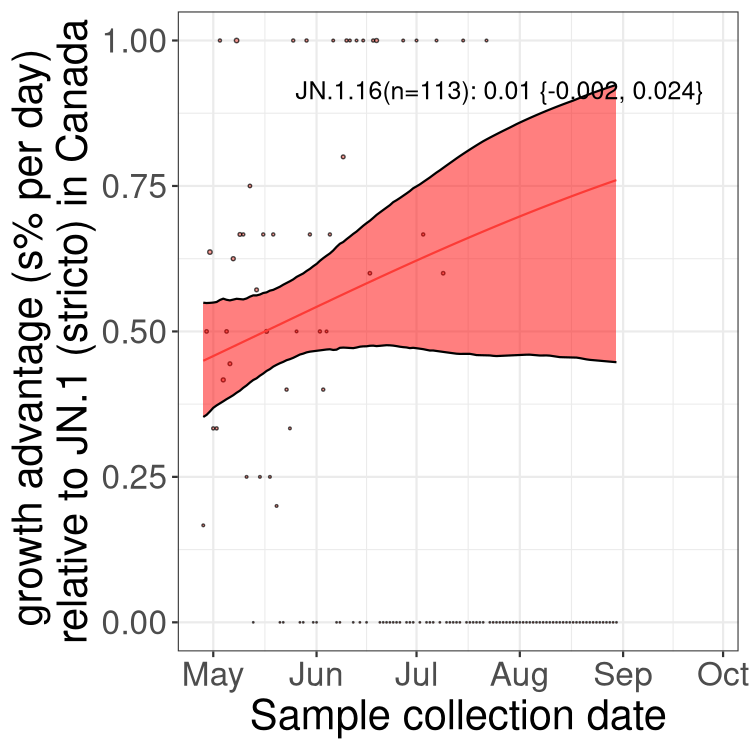 growth advantage (s% per day)
relative to JN.1 (stricto) in Canada
1.00
0.75
0.50
0.25
0.00
JN.1.16(n=113): 0.01 {-0.002, 0.024}
May Jun Jul Aug Sep Oct
Sample collection date